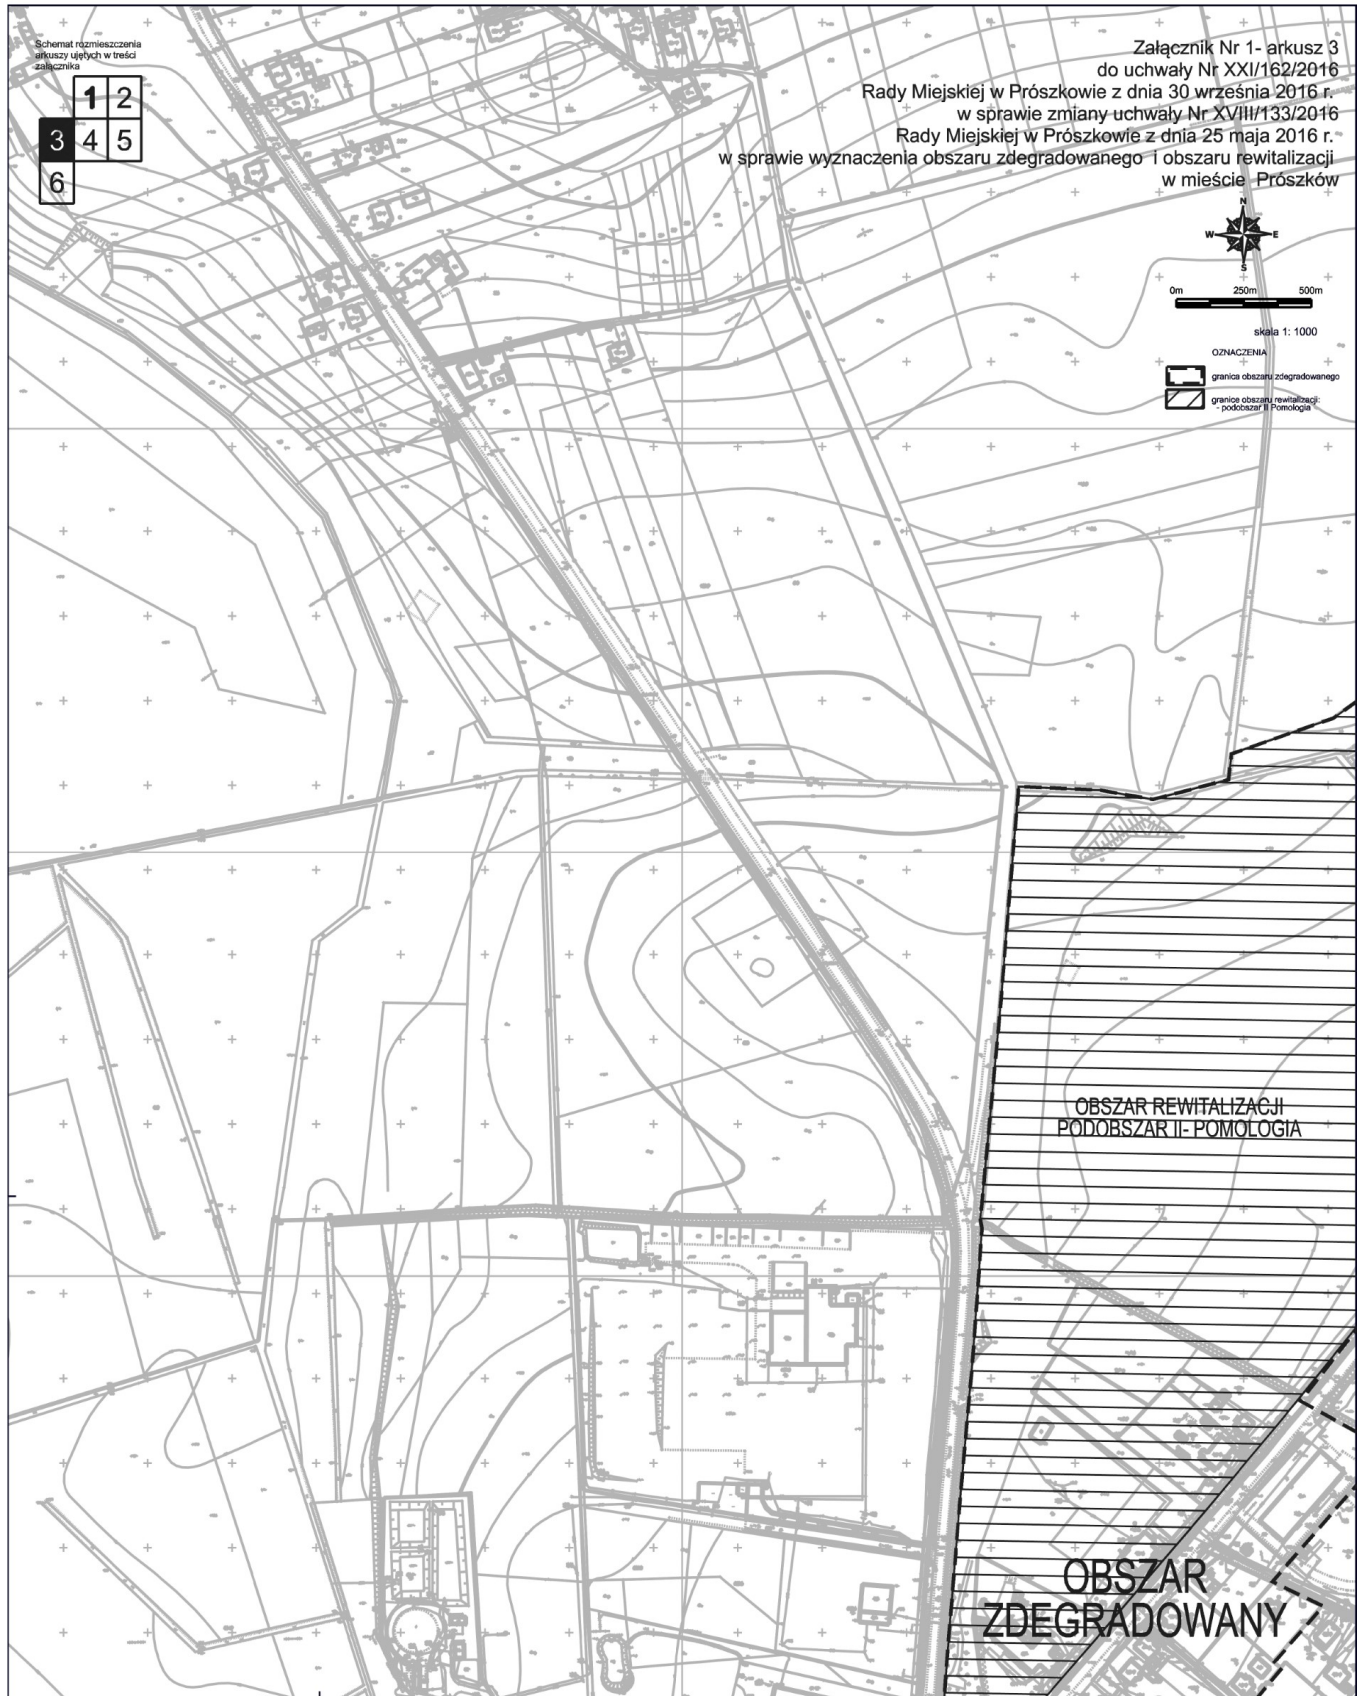 Schemat rozmieszczenia
arkuszy ujętych w treści
załącznika
1 2
3 4 5
6
Załącznik Nr 1- arkusz 3
do uchwały Nr XXI/162/2016
Rady Miejskiej w Prószkowie z dnia 30 września 2016 r.
w sprawie zmiany uchwały Nr XVIII/133/2016
Rady Miejskiej w Prószkowie z dnia 25 maja 2016 r.
w sprawie wyznaczenia obszaru zdegradowanego i obszaru rewitalizacji
w mieście Prószków
N
W E
S
0m 250m 500m
skala 1: 1000
OZNACZENIA
granica obszaru zdegradowanego
granice obszaru rewitalizacji:
- podobszar II Pomologia
OBSZAR REWITALIZACJI
PODOBSZAR II- POMOLOGIA
OBSZAR
ZDEGRADOWANY